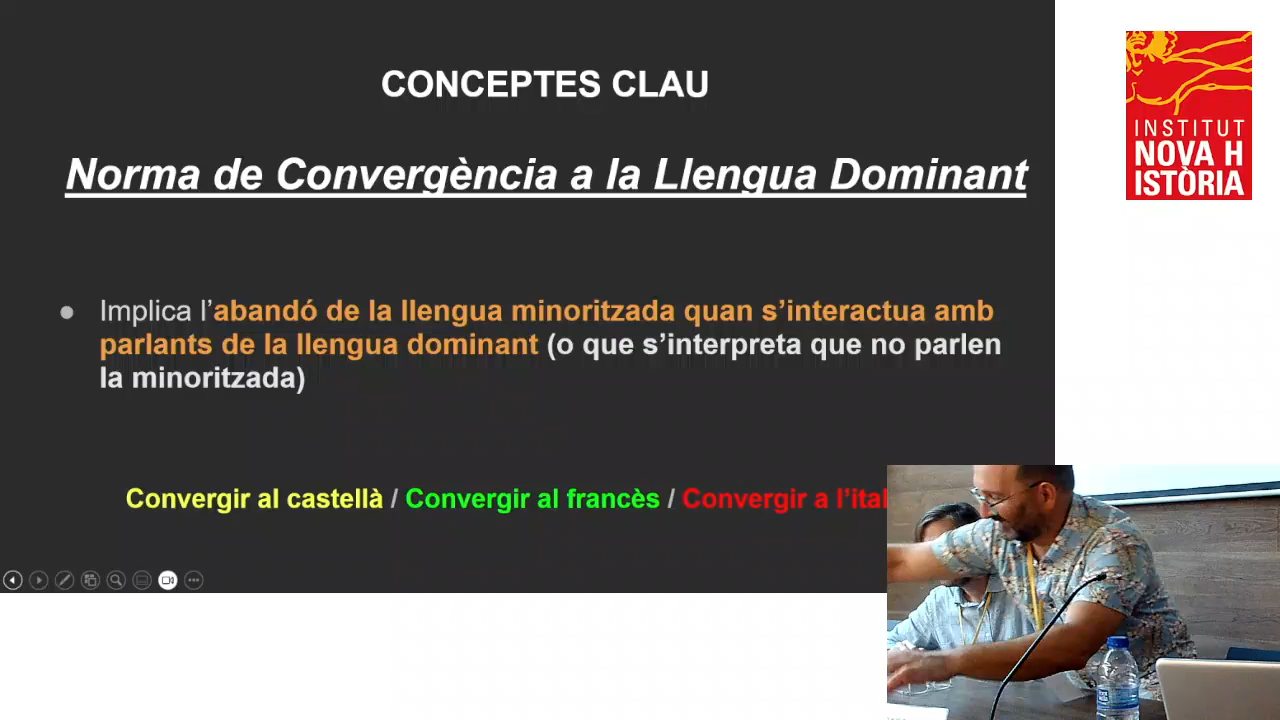 CONCEPTES CLAU
Norma de Convergència a la Llengua Dominant
● Implica l’abandó de la llengua minoritzada quan s’interactua amb
parlants de la llengua dominant (o que s’interpreta que no parlen
la minoritzada)
Convergir al castellà / Convergir al francès / Convergir a l’ital
INSTITUT
NOVA H
ISTÒRIA